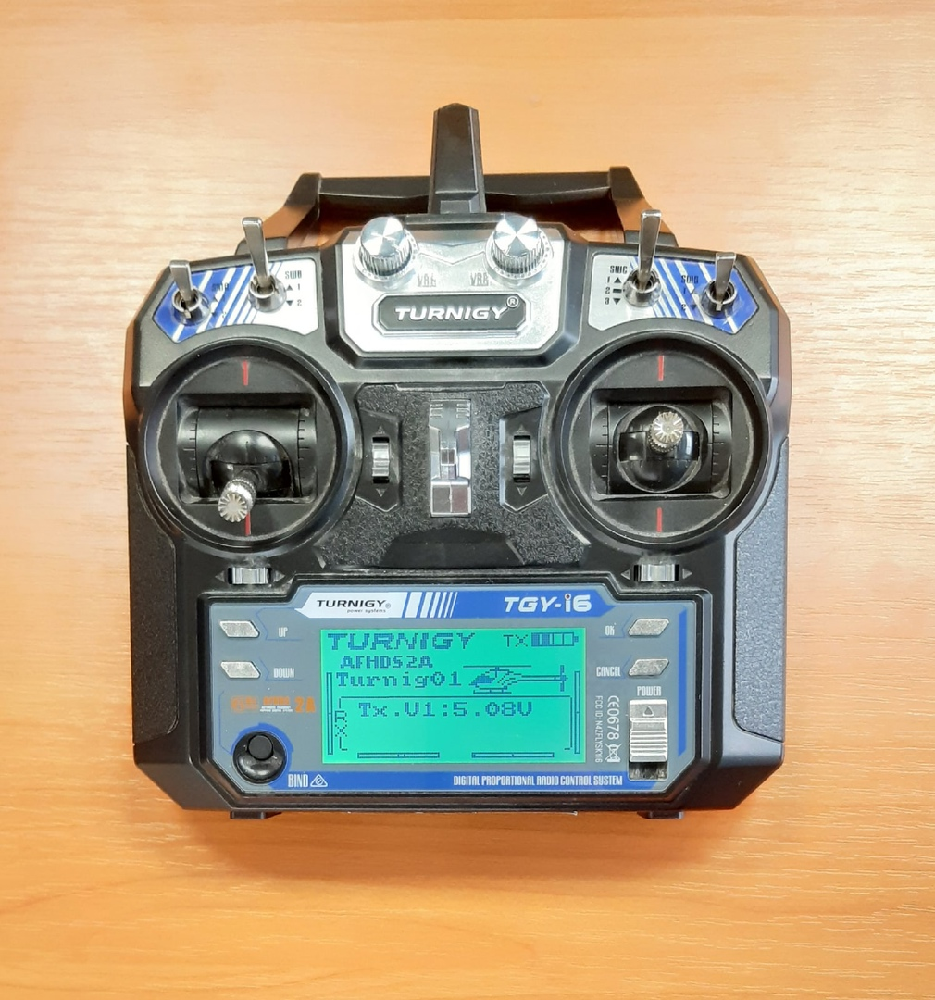 SWB
1
2
SWC
1
2
3
VRA
VRB
TURNIGY®
TURNIGY®
power systems
TGY-i6
UP
DOWN
OK
CANCEL
POWER
TURNIGY TX
AFHDS2A
Turnig01
Tx.V1:5.08V
RX
2A
CE0678
FCC ID: N4ZFLYSKYI6
BIND
DIGITAL PROPORTIONAL RADIO CONTROL SYSTEM